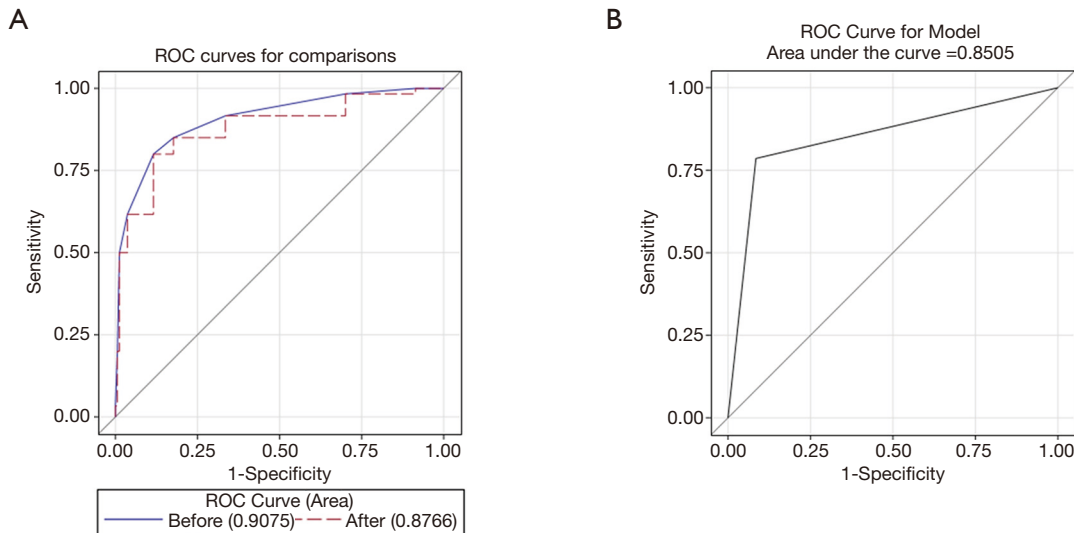 A
ROC curves for comparisons
1.00
0.75
0.50
0.25
0.00
Sensitivity
0.00 0.25 0.50 0.75 1.00
1-Specificity
ROC Curve (Area)
Before (0.9075) After (0.8766)
B
ROC Curve for Model
Area under the curve =0.8505
1.00
0.75
0.50
0.25
0.00
Sensitivity
0.00 0.25 0.50 0.75 1.00
1-Specificity